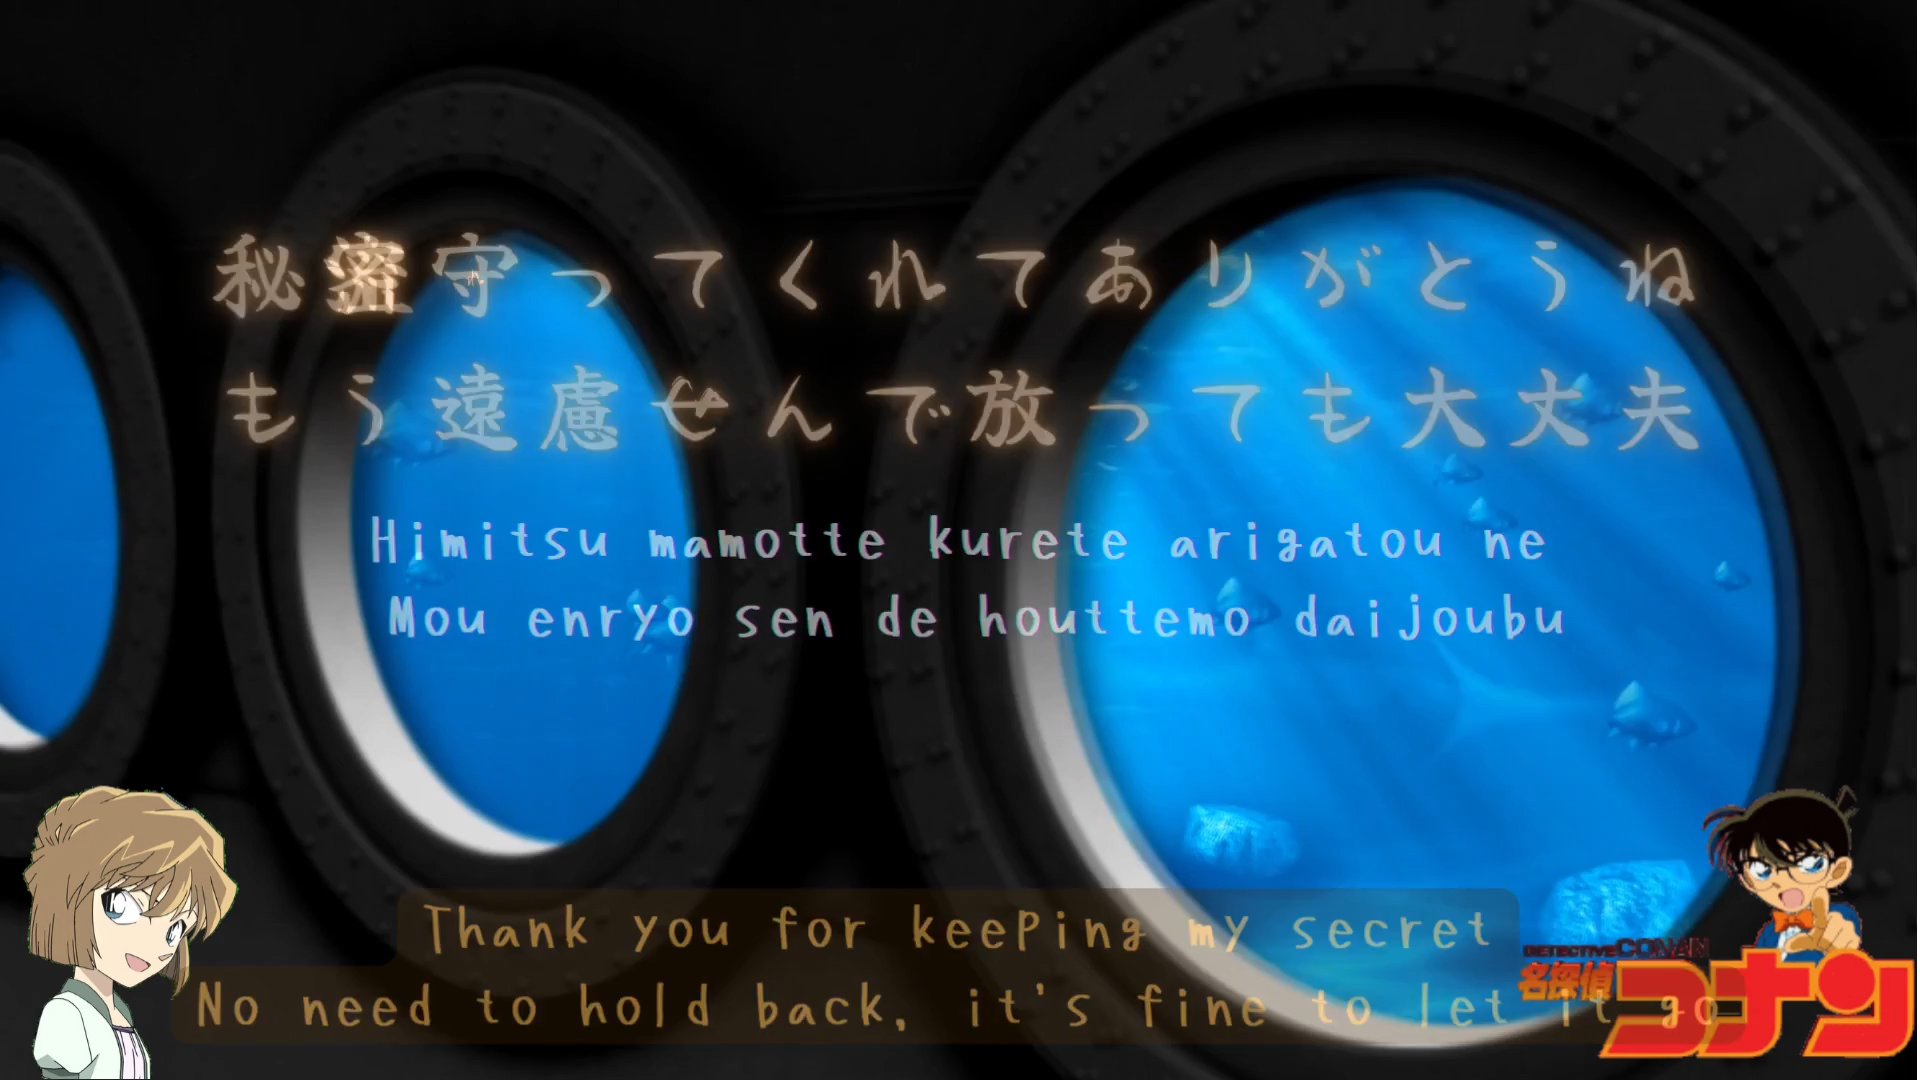 秘密守ってくれてありがとうね
もう遠慮せんで放っても大丈夫
Himitsu mamotte kurete arigatou ne
Mou enryo sen de houttemo daijoubu
Thank you for keeping my secret
No need to hold back, it's fine to let it go
DETECTIVE CONAN
名探偵
コナン